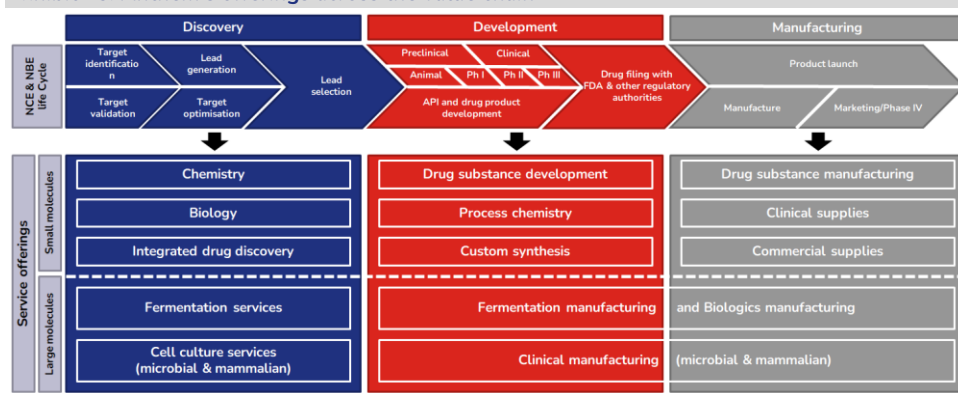 Discovery
Development
Manufacturing
NCE & NBE
life Cycle
Target
identificatio
n
Lead
generation
Target
validation
Target
optimisation
Lead
selection
Preclinical
Clinical
Animal
Ph I
Ph II
Ph III
API and drug product
development
Drug filing with
FDA & other regulatory
authorities
Product launch
Manufacture
Marketing/Phase IV
Service offerings
Small molecules
Chemistry
Drug substance development
Drug substance manufacturing
Biology
Process chemistry
Clinical supplies
Integrated drug discovery
Custom synthesis
Commercial supplies
Large molecules
Fermentation services
Fermentation manufacturing and Biologics manufacturing
Cell culture services
(microbial & mammalian)
Clinical manufacturing (microbial & mammalian)